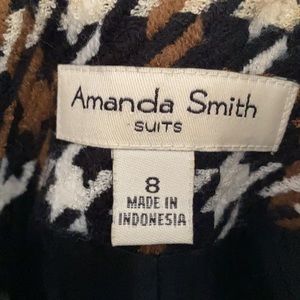 Amanda Smith
SUITS
8
MADE IN
INDONESIA